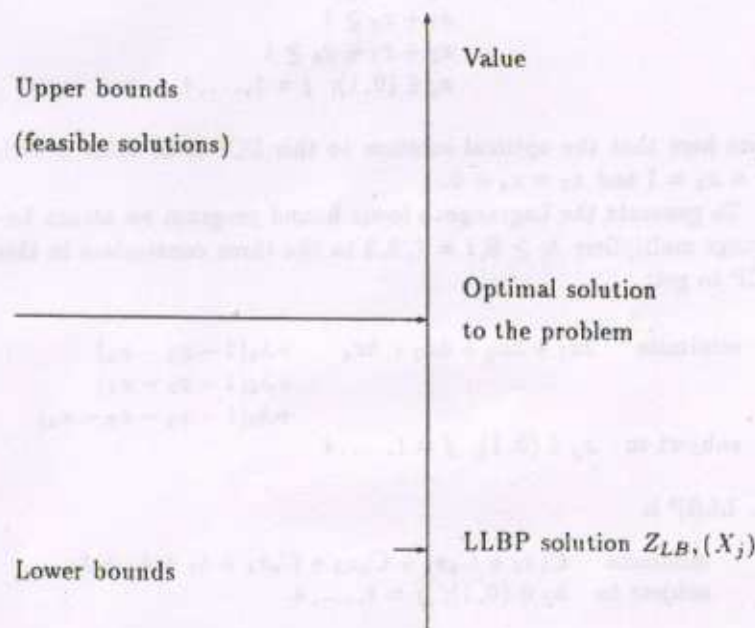 Value
Upper bounds
(feasible solutions)
Optimal solution
to the problem
LLBP solution Z_{LB}, (X_j)
Lower bounds